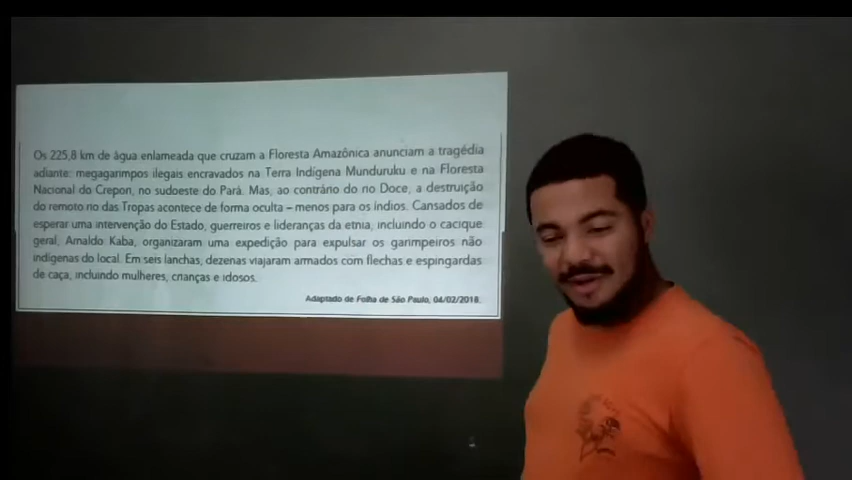 Os 225,8 km de água enlameada que cruzam a Floresta Amazônica anunciam a tragédia
adiante: megagarimpos ilegais encravados na Terra Indígena Munduruku e na Floresta
Nacional do Crepori, no sudoeste do Pará. Mas, ao contrário do rio Doce, a destruição
do remoto rio das Tropas acontece de forma oculta – menos para os índios. Cansados de
esperar uma intervenção do Estado, guerreiros e lideranças da etnia, incluindo o cacique
geral, Arnaldo Kaba, organizaram uma expedição para expulsar os garimpeiros não
indígenas do local. Em seis lanchas, dezenas viajaram armados com flechas e espingardas
de caça, incluindo mulheres, crianças e idosos.
Adaptado de Folha de São Paulo, 04/02/2018.